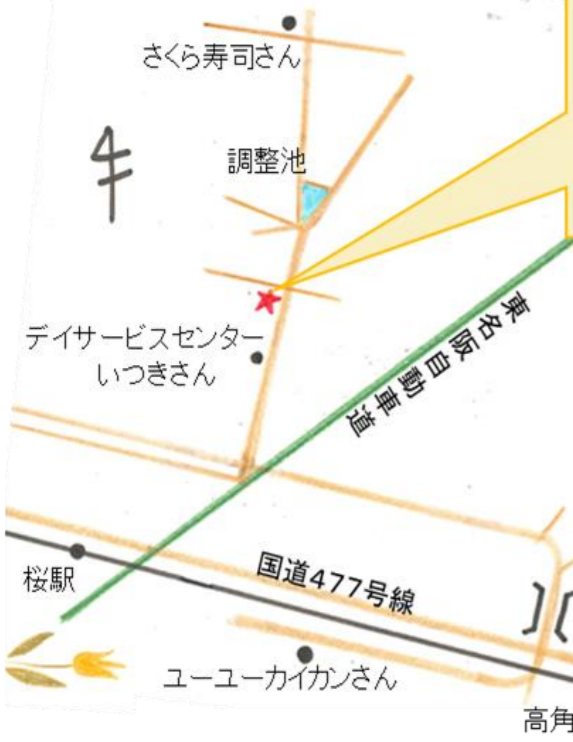 さくら寿司さん
調整池
デイサービスセンター
いつきさん
東名阪自動車道
桜駅
国道477号線
ユーユーカイカンさん
高角